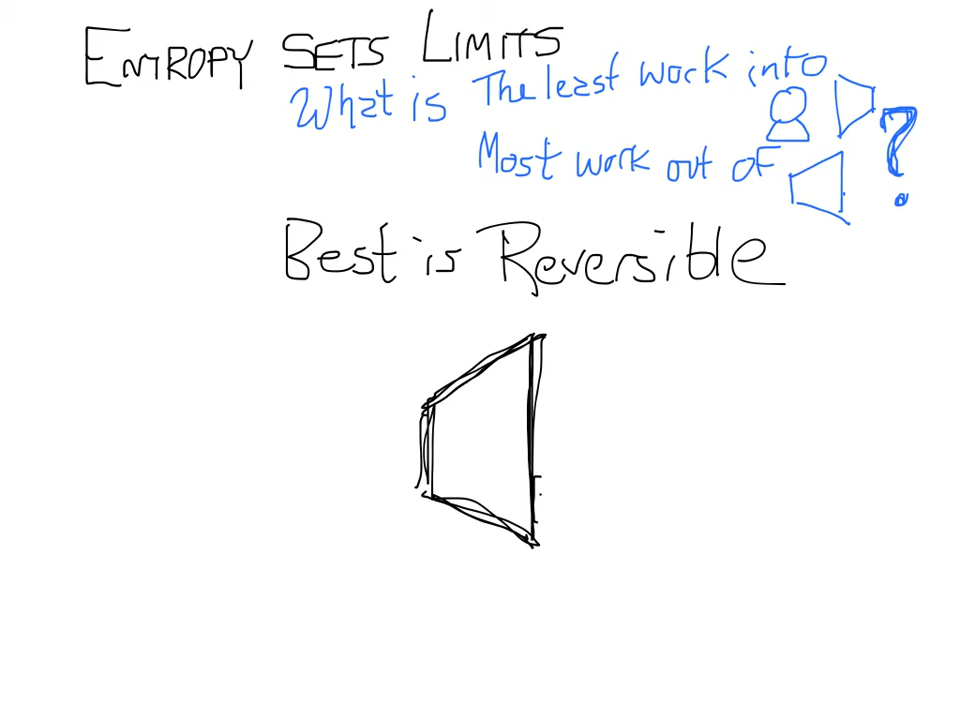 ENTROPY SETS LIMITS
What is The least work into
Most work out of ?
Best is Reversible